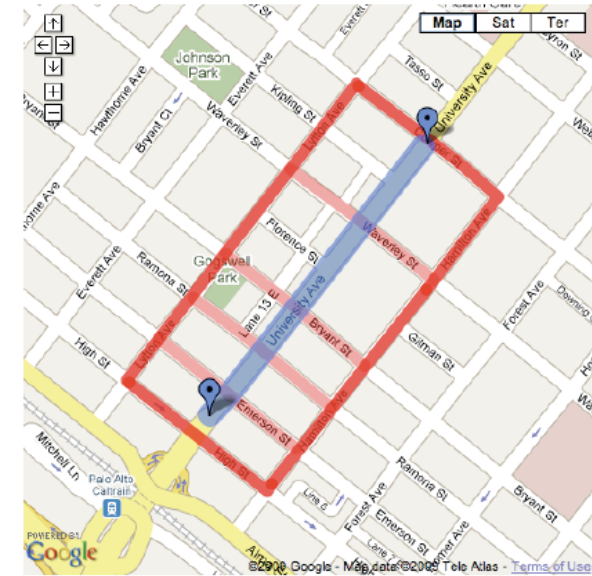 Map
Sat
Ter
Johnson
Park
Everett Ave
Hawthorne Ave
Bryant Ct
Waverley St
Kipling St
Tasso St
University Ave
Lytton Ave
Waverley St
Hamilton Ave
Florence St
Gogswell
Park
Ramona St
Everett Ave
Lane 13 E
University Ave
Bryant St
Forest Ave
Downing
Gilman St
Lytton Ave
High St
Emerson St
Hamilton Ave
High St
Mitchell Ln
Palo Alto
Caltrain
Ramona St
Bryant St
Forest Ave
Emerson St
POWERED BY
Google
©2009 Google - Map data ©2009 Tele Atlas - Terms of Use